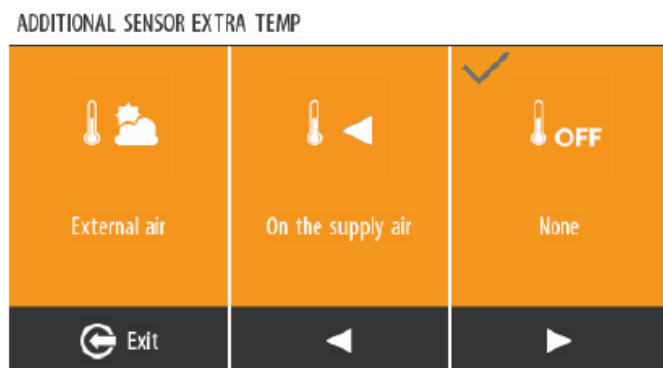 ADDITIONAL SENSOR EXTRA TEMP
OFF
External air
On the supply air
None
Exit